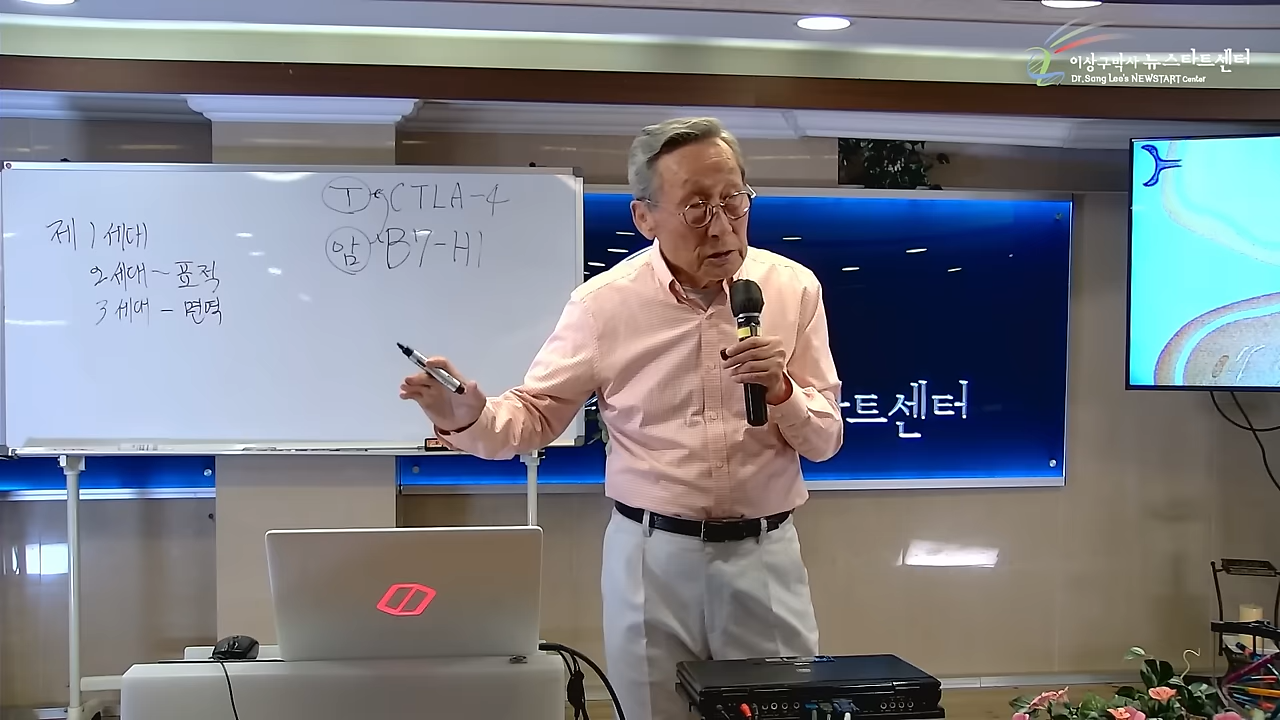 이상구박사 뉴스타트센터
Dr. Sang Lee's NEWSTART Center
T CTLA-4
암 B7-H1
제1세대
2세대 - 표적
3세대 - 면역
트센터